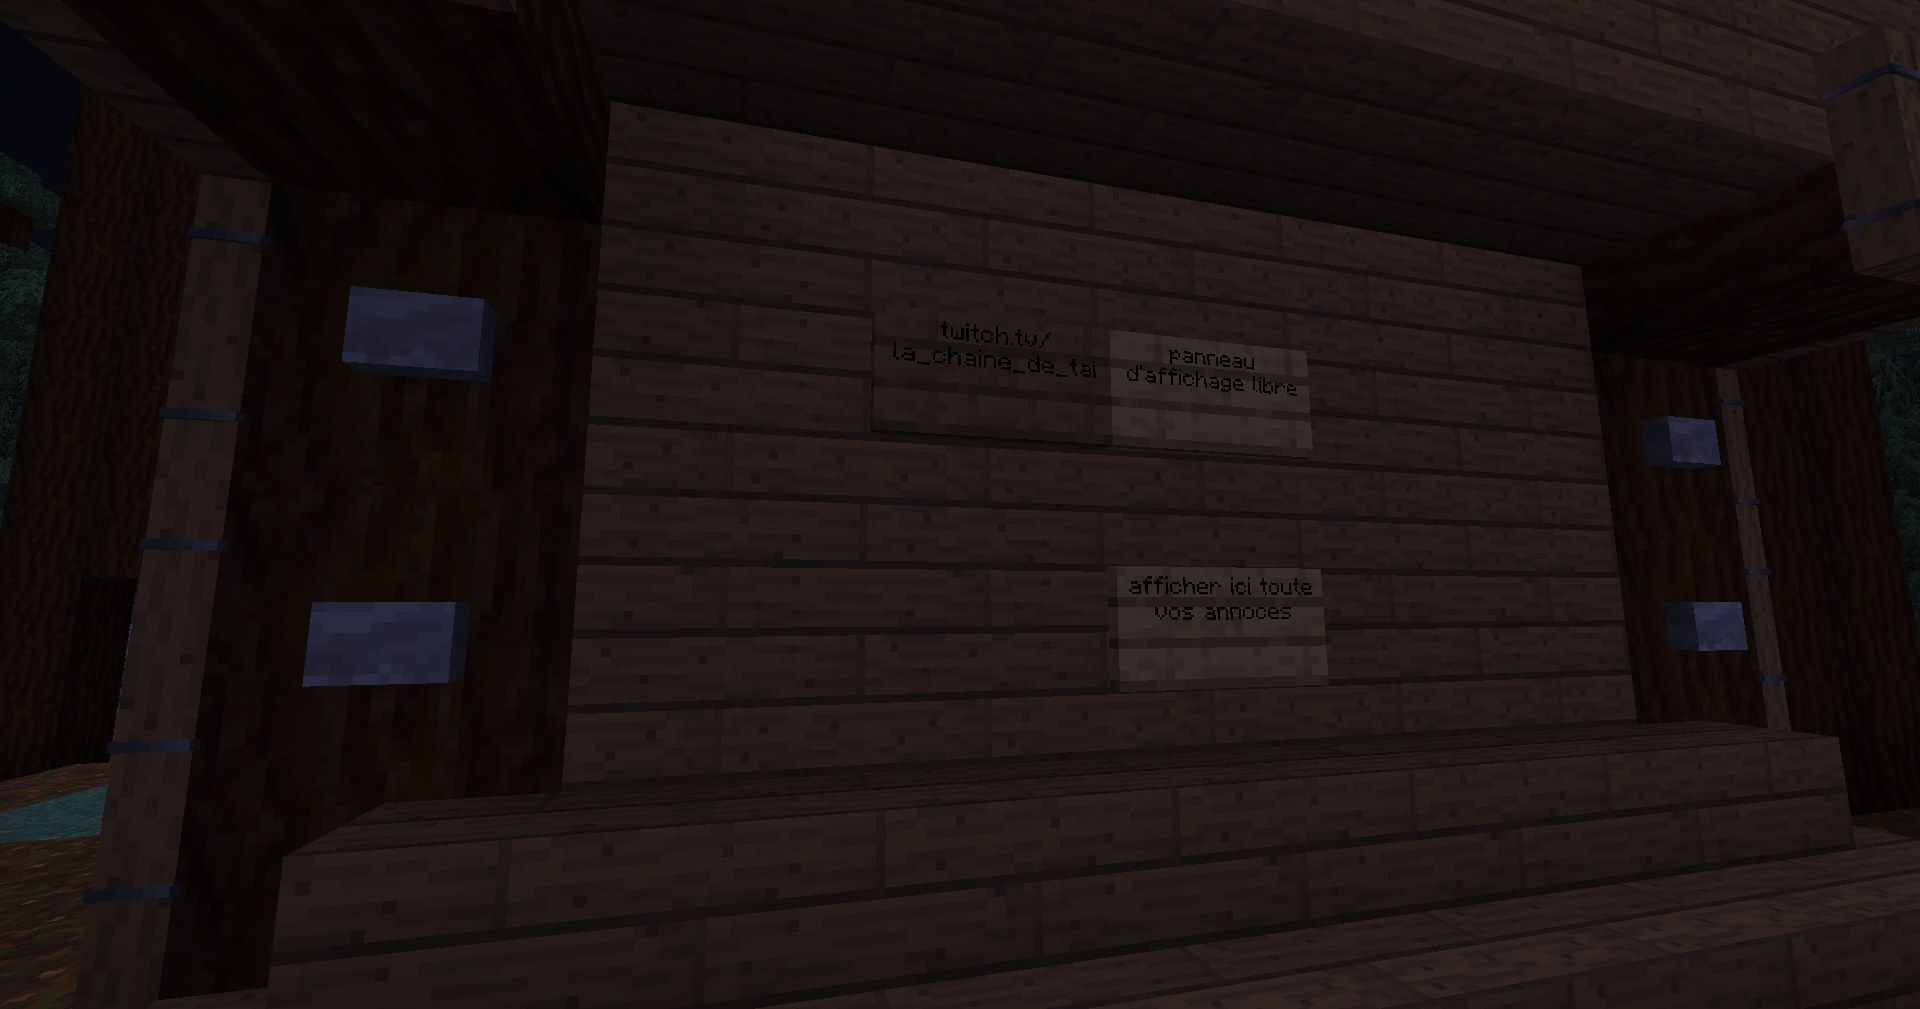 twitch.tv/
la_chaine_de_tai
panneau
d'affichage libre
afficher ici toute
vos annoces